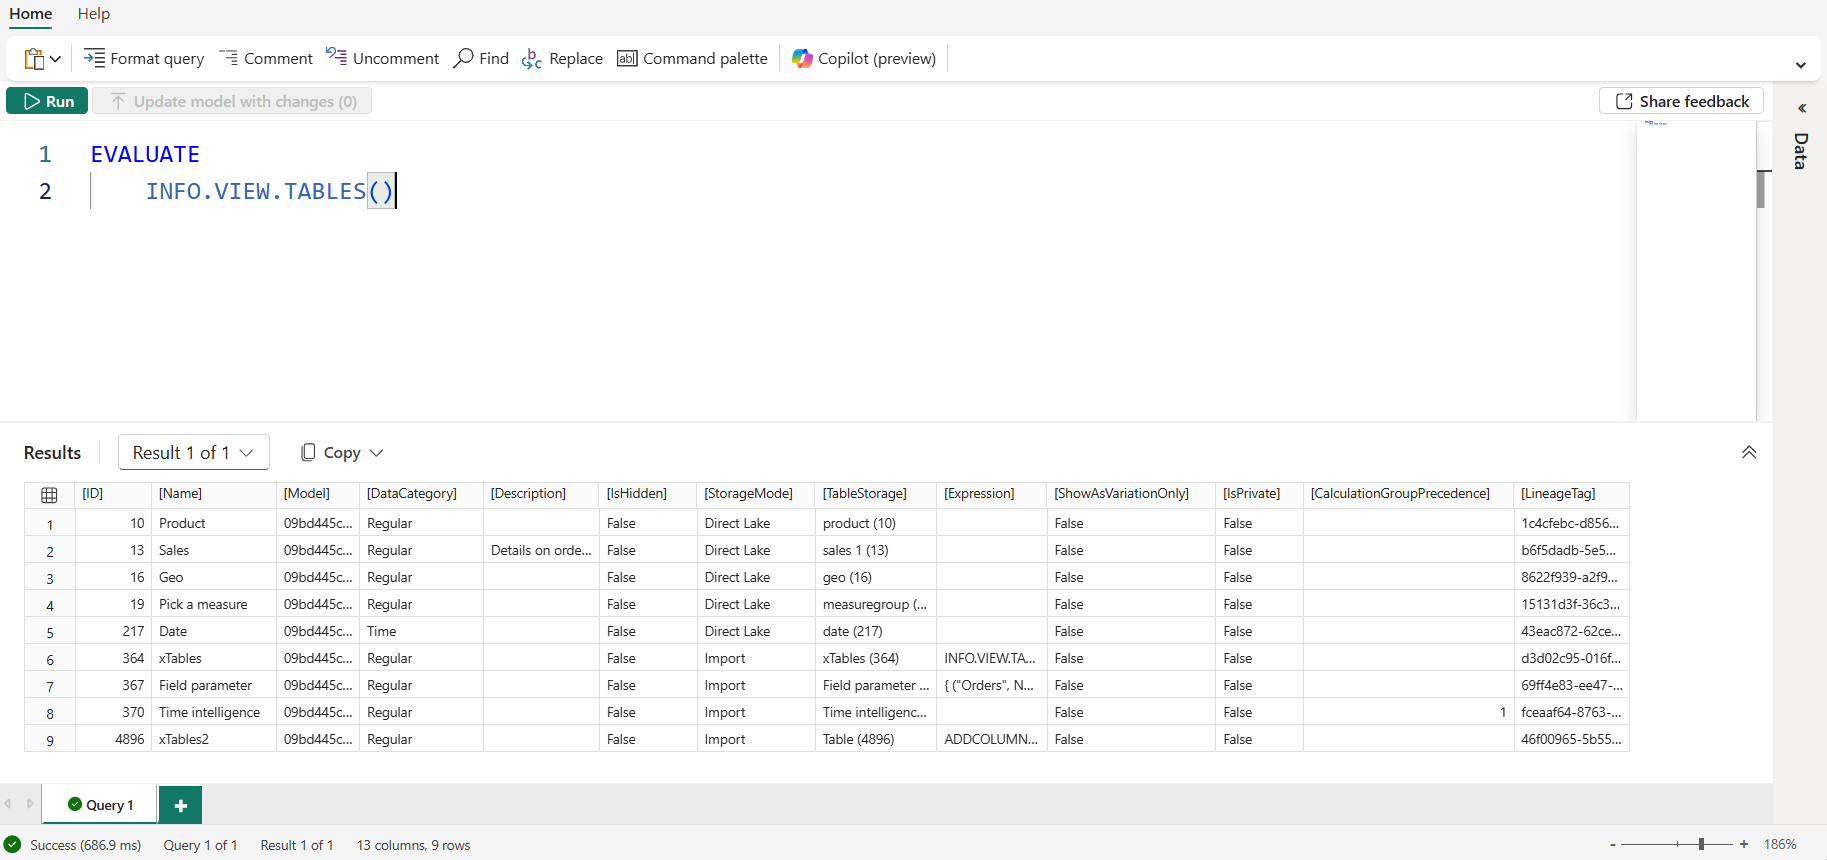 Home Help
Format query Comment Uncomment Find Replace Command palette Copilot (preview)
Run Update model with changes (0) Share feedback
Data
1 EVALUATE
2 INFO.VIEW.TABLES()
Results Result 1 of 1 Copy
[ID] [Name] [Model] [DataCategory] [Description] [IsHidden] [StorageMode] [TableStorage] [Expression] [ShowAsVariationOnly] [IsPrivate] [CalculationGroupPrecedence] [LineageTag]
1 10 Product 09bd445c... Regular False Direct Lake product (10) False False 1c4cfebc-d856...
2 13 Sales 09bd445c... Regular Details on orde... False Direct Lake sales 1 (13) False False b6f5dadb-5e5...
3 16 Geo 09bd445c... Regular False Direct Lake geo (16) False False 8622f939-a2f9...
4 19 Pick a measure 09bd445c... Regular False Direct Lake measuregroup (... False False 15131d3f-36c3...
5 217 Date 09bd445c... Time False Direct Lake date (217) False False 43eac872-62ce...
6 364 xTables 09bd445c... Regular False Import xTables (364) INFO.VIEW.TA... False False d3d02c95-016f...
7 367 Field parameter 09bd445c... Regular False Import Field parameter ... { ("Orders", N... False False 69ff4e83-ee47-...
8 370 Time intelligence 09bd445c... Regular False Import Time intelligenc... False False 1 fceaaf64-8763-...
9 4896 xTables2 09bd445c... Regular False Import Table (4896) ADDCOLUMN... False False 46f00965-5b55...
Query 1 +
Success (686.9 ms) Query 1 of 1 Result 1 of 1 13 columns, 9 rows - + 186%